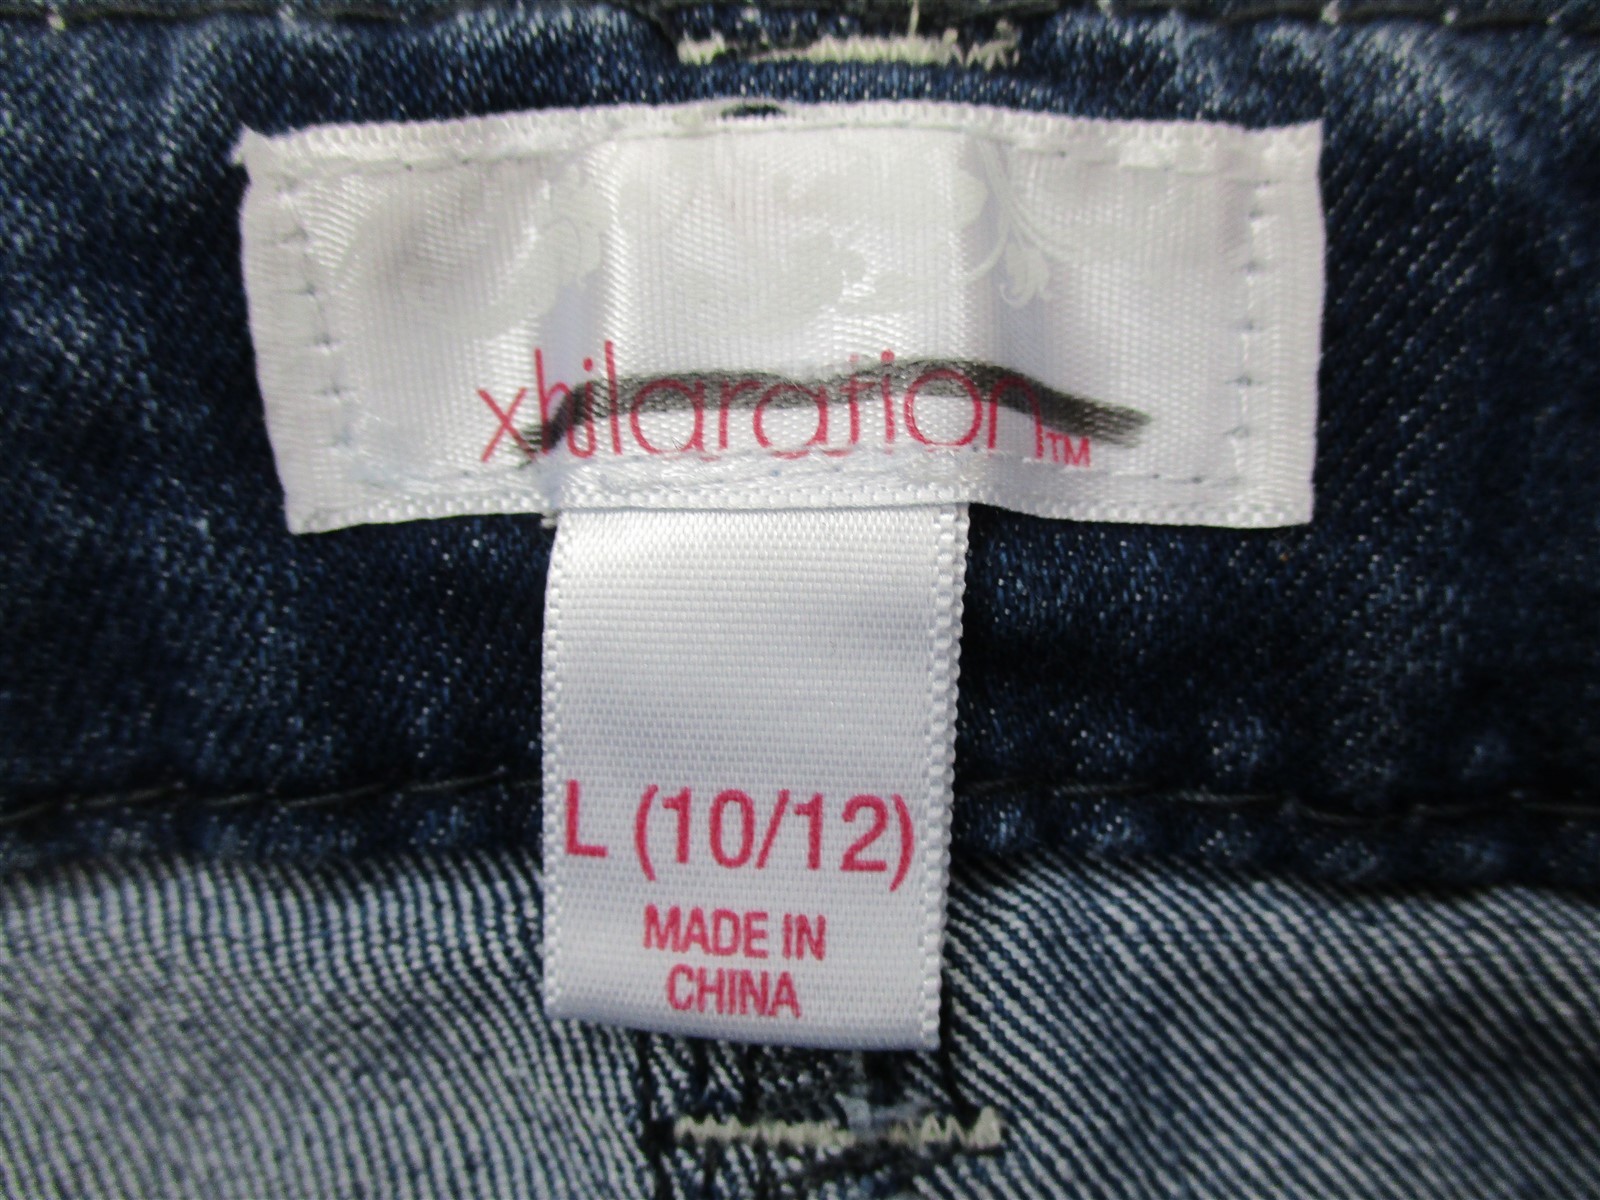 xhilaration™
L (10/12)
MADE IN
CHINA